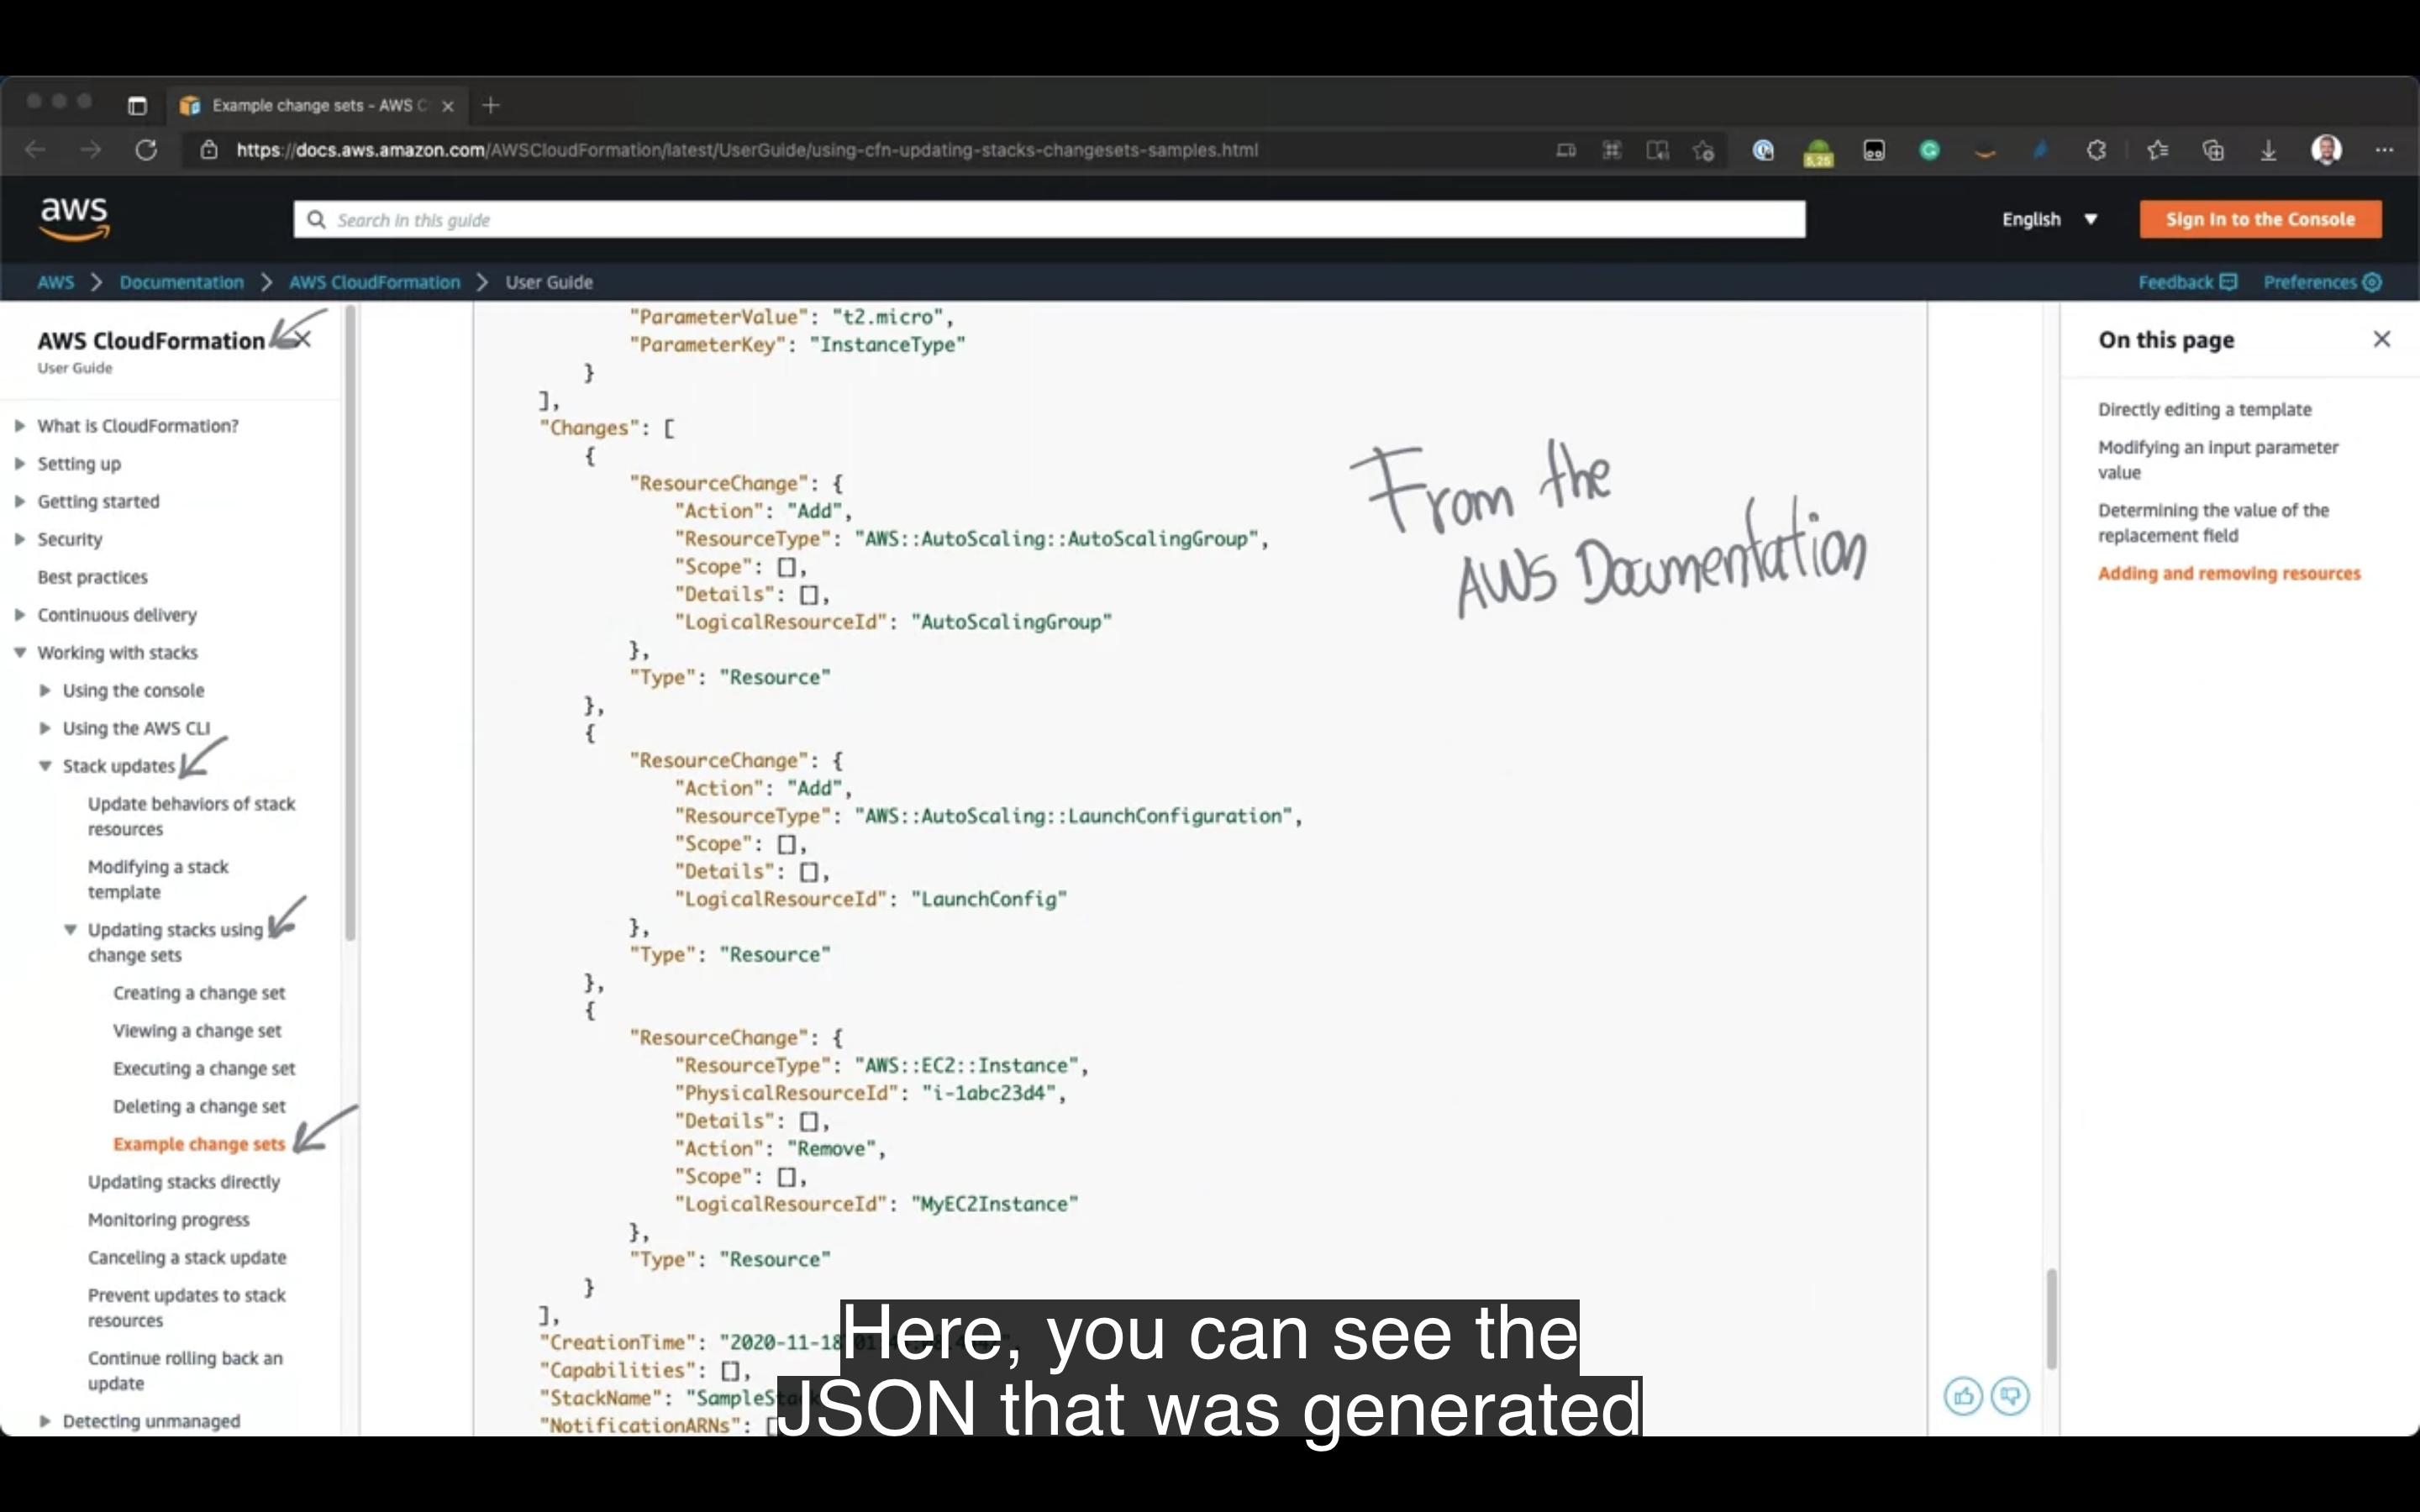 Example change sets - AWS C
https://docs.aws.amazon.com/AWSCloudFormation/latest/UserGuide/using-cfn-updating-stacks-changesets-samples.html
5,25
aws
Search in this guide
English
Sign In to the Console
AWS
Documentation
AWS CloudFormation
User Guide
Feedback
Preferences
AWS CloudFormation
User Guide
What is CloudFormation?
Setting up
Getting started
Security
Best practices
Continuous delivery
Working with stacks
Using the console
Using the AWS CLI
Stack updates
Update behaviors of stack
resources
Modifying a stack
template
Updating stacks using
change sets
Creating a change set
Viewing a change set
Executing a change set
Deleting a change set
Example change sets
Updating stacks directly
Monitoring progress
Canceling a stack update
Prevent updates to stack
resources
Continue rolling back an
update
Detecting unmanaged
"ParameterValue": "t2.micro",
"ParameterKey": "InstanceType"
}
],
"Changes": [
{
"ResourceChange": {
"Action": "Add",
"ResourceType": "AWS::AutoScaling::AutoScalingGroup",
"Scope": [],
"Details": [],
"LogicalResourceId": "AutoScalingGroup"
},
"Type": "Resource"
},
{
"ResourceChange": {
"Action": "Add",
"ResourceType": "AWS::AutoScaling::LaunchConfiguration",
"Scope": [],
"Details": [],
"LogicalResourceId": "LaunchConfig"
},
"Type": "Resource"
},
{
"ResourceChange": {
"ResourceType": "AWS::EC2::Instance",
"PhysicalResourceId": "i-1abc23d4",
"Details": [],
"Action": "Remove",
"Scope": [],
"LogicalResourceId": "MyEC2Instance"
},
"Type": "Resource"
}
],
"CreationTime": "2020-11-18
"Capabilities": [],
"StackName": "SampleSt
"NotificationARNs": [
From the
AWS Documentation
On this page
Directly editing a template
Modifying an input parameter
value
Determining the value of the
replacement field
Adding and removing resources
Here, you can see the
JSON that was generated